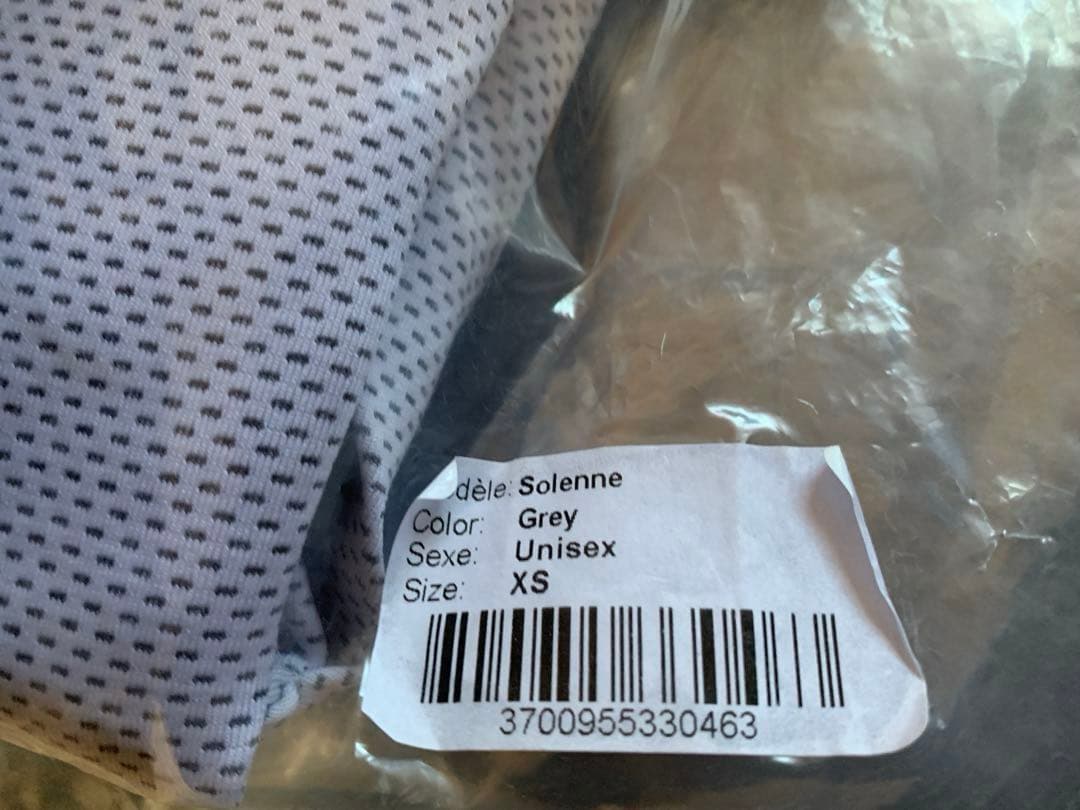 dèle: Solenne
Color: Grey
Sexe: Unisex
Size: XS
3700955330463